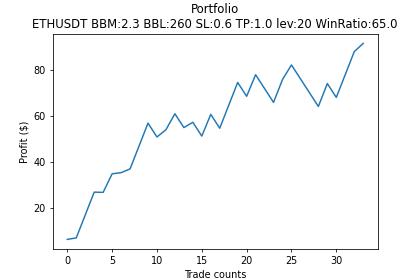 Portfolio
ETHUSDT BBM:2.3 BBL:260 SL:0.6 TP:1.0 lev:20 WinRatio:65.0
80
60
40
20
Profit ($)
0 5 10 15 20 25 30
Trade counts